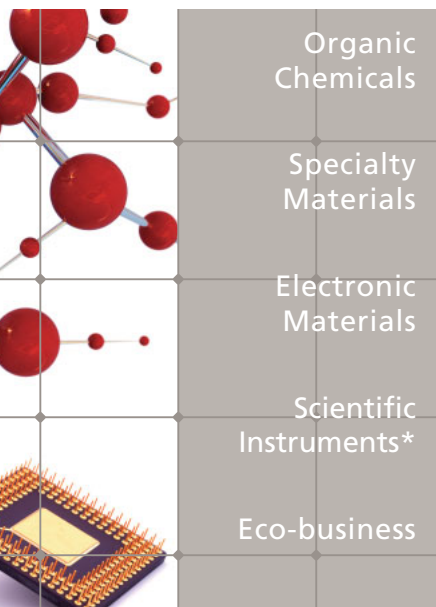 Organic
Chemicals
Specialty
Materials
Electronic
Materials
Scientific
Instruments*
Eco-business